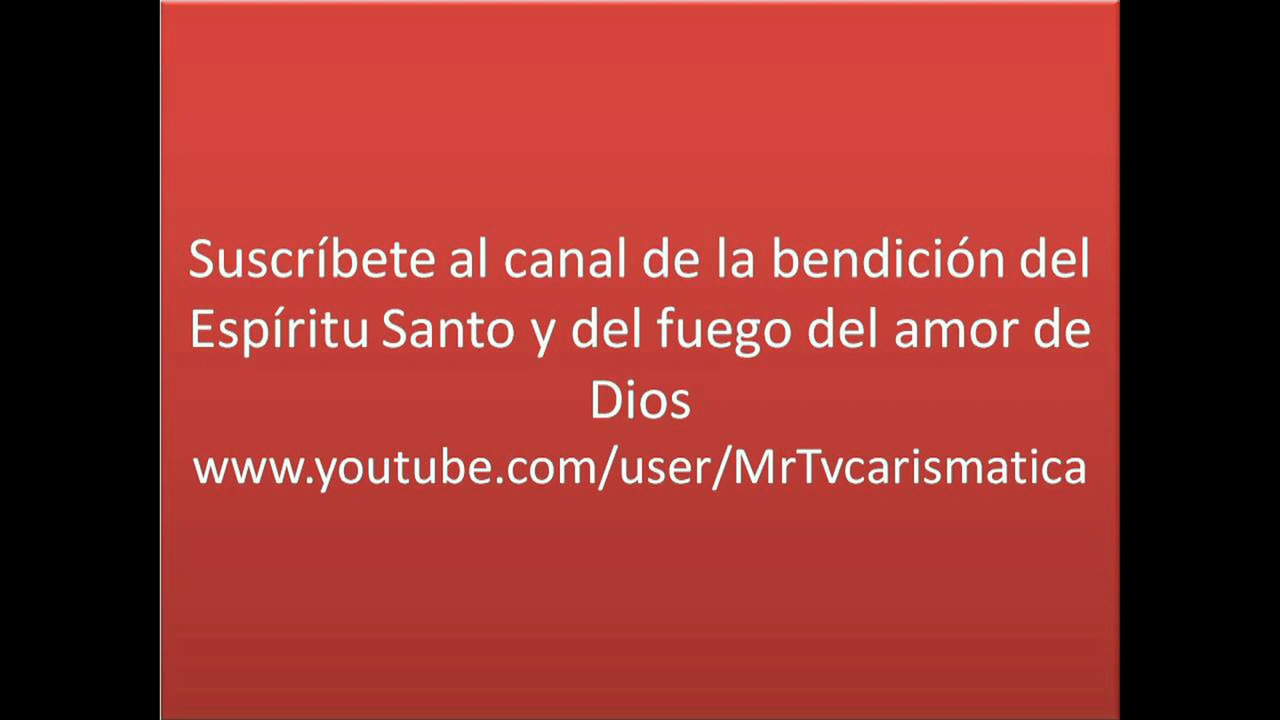 Suscríbete al canal de la bendición del
Espíritu Santo y del fuego del amor de
Dios
www.youtube.com/user/MrTvcarismatica